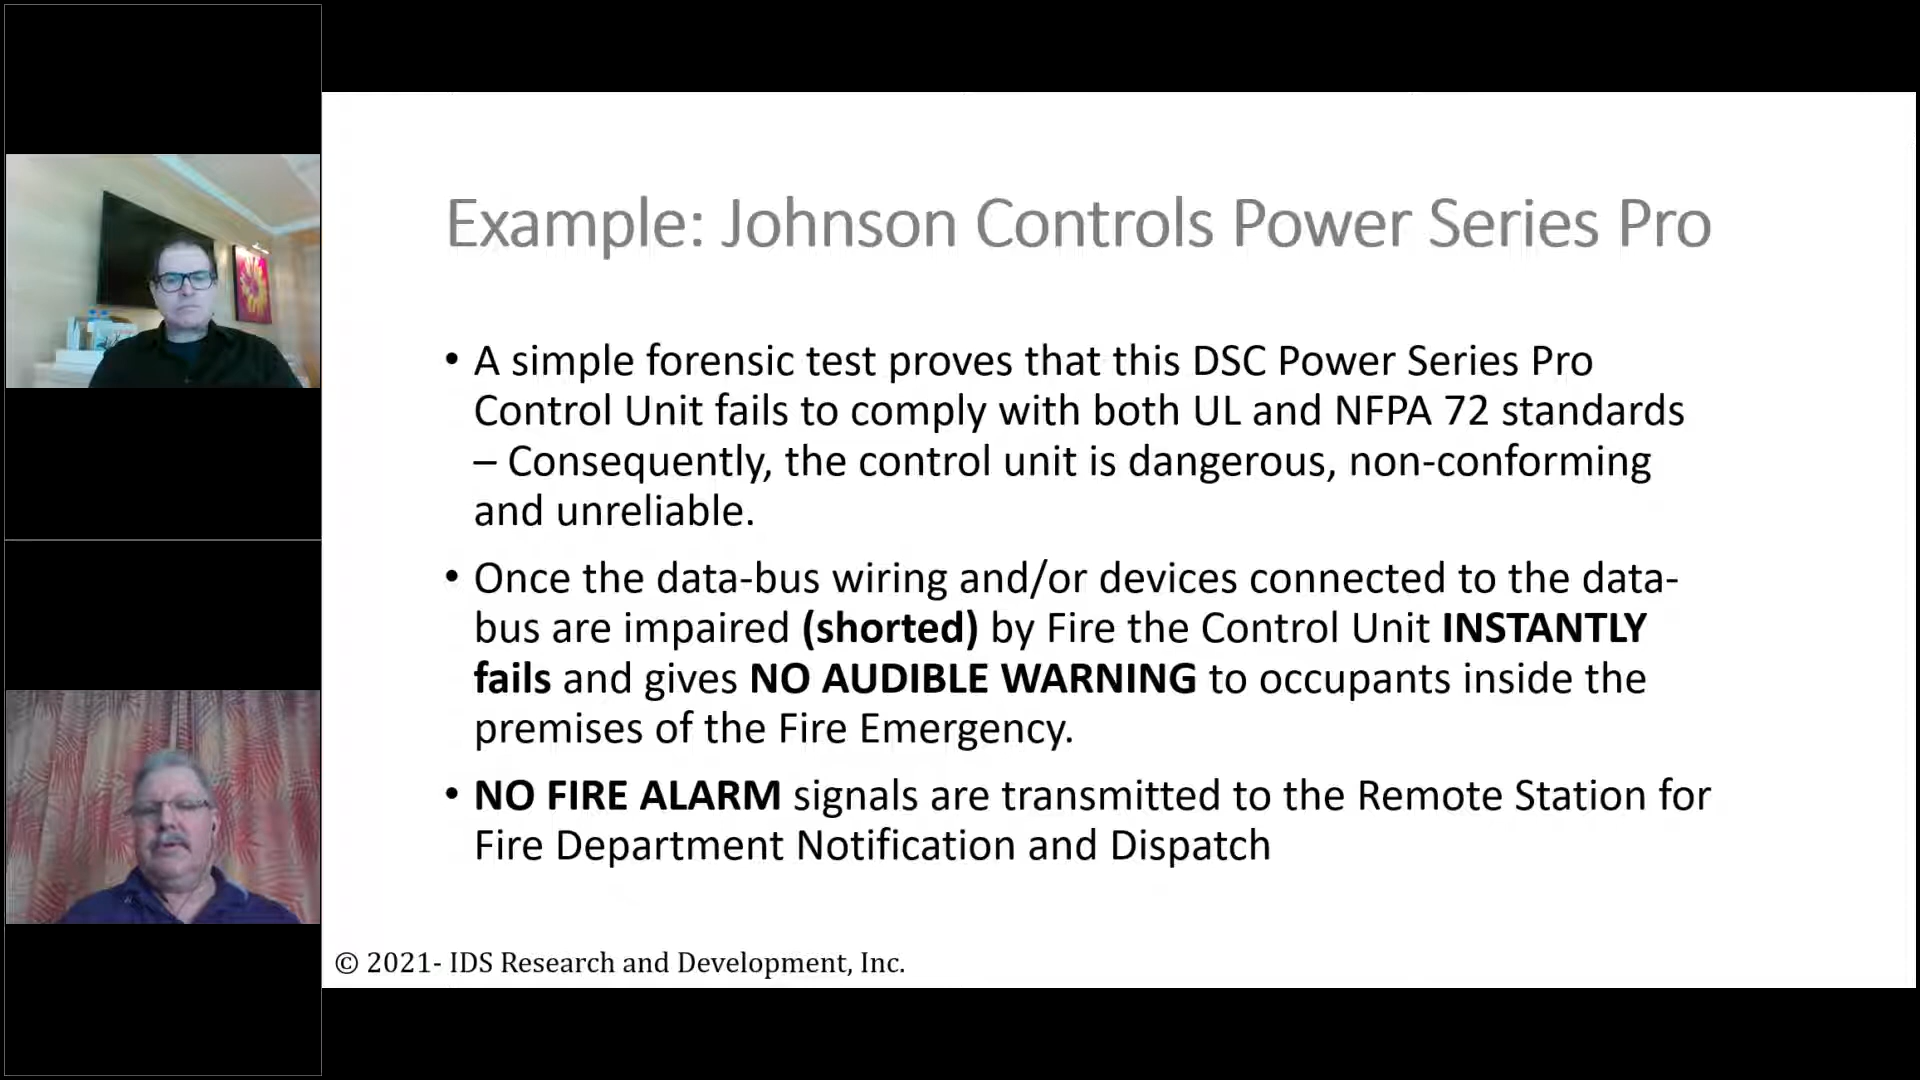 Example: Johnson Controls Power Series Pro
• A simple forensic test proves that this DSC Power Series Pro
Control Unit fails to comply with both UL and NFPA 72 standards
– Consequently, the control unit is dangerous, non-conforming
and unreliable.
• Once the data-bus wiring and/or devices connected to the data-
bus are impaired (shorted) by Fire the Control Unit INSTANTLY
fails and gives NO AUDIBLE WARNING to occupants inside the
premises of the Fire Emergency.
• NO FIRE ALARM signals are transmitted to the Remote Station for
Fire Department Notification and Dispatch
© 2021- IDS Research and Development, Inc.